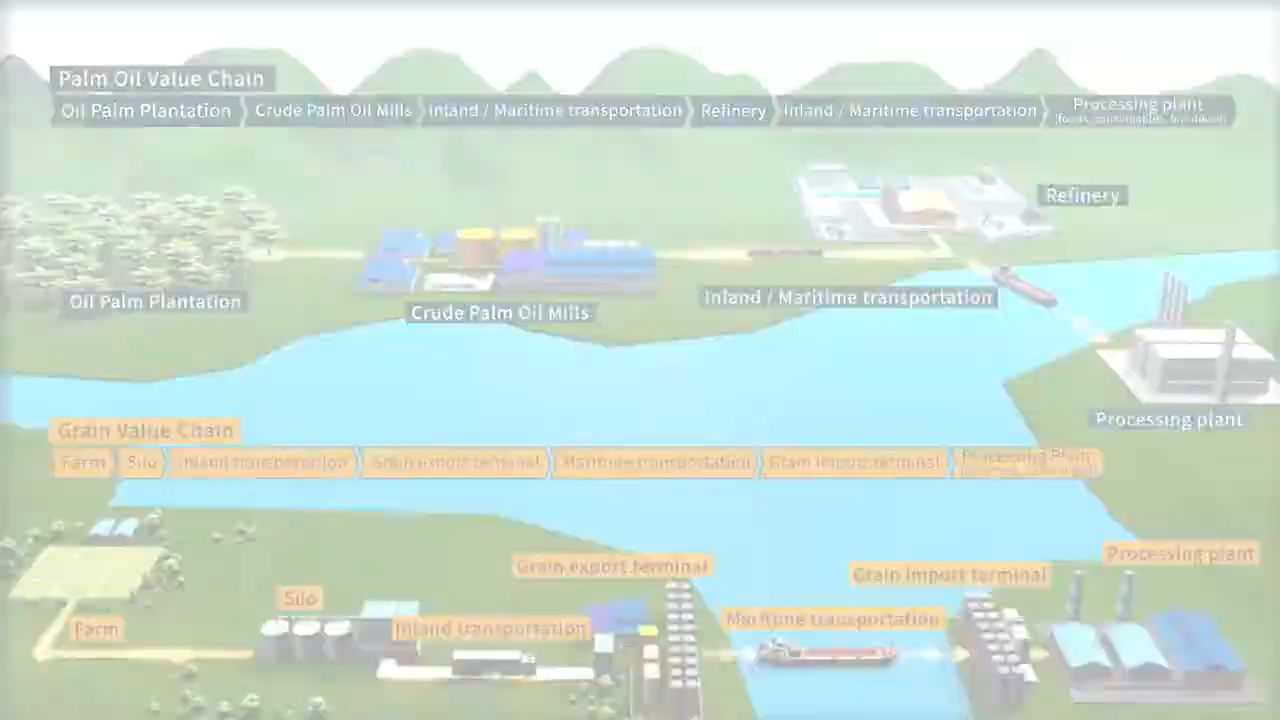 Palm Oil Value Chain
Oil Palm Plantation
Crude Palm Oil Mills
Inland / Maritime transportation
Refinery
Inland / Maritime transportation
Processing plant
Refinery
Oil Palm Plantation
Crude Palm Oil Mills
Inland / Maritime transportation
Processing plant
Grain Value Chain
Farm
Silo
Inland transportation
Grain export terminal
Maritime transportation
Grain import terminal
Processing Plant
Grain export terminal
Grain import terminal
Processing plant
Silo
Farm
Inland transportation
Maritime transportation